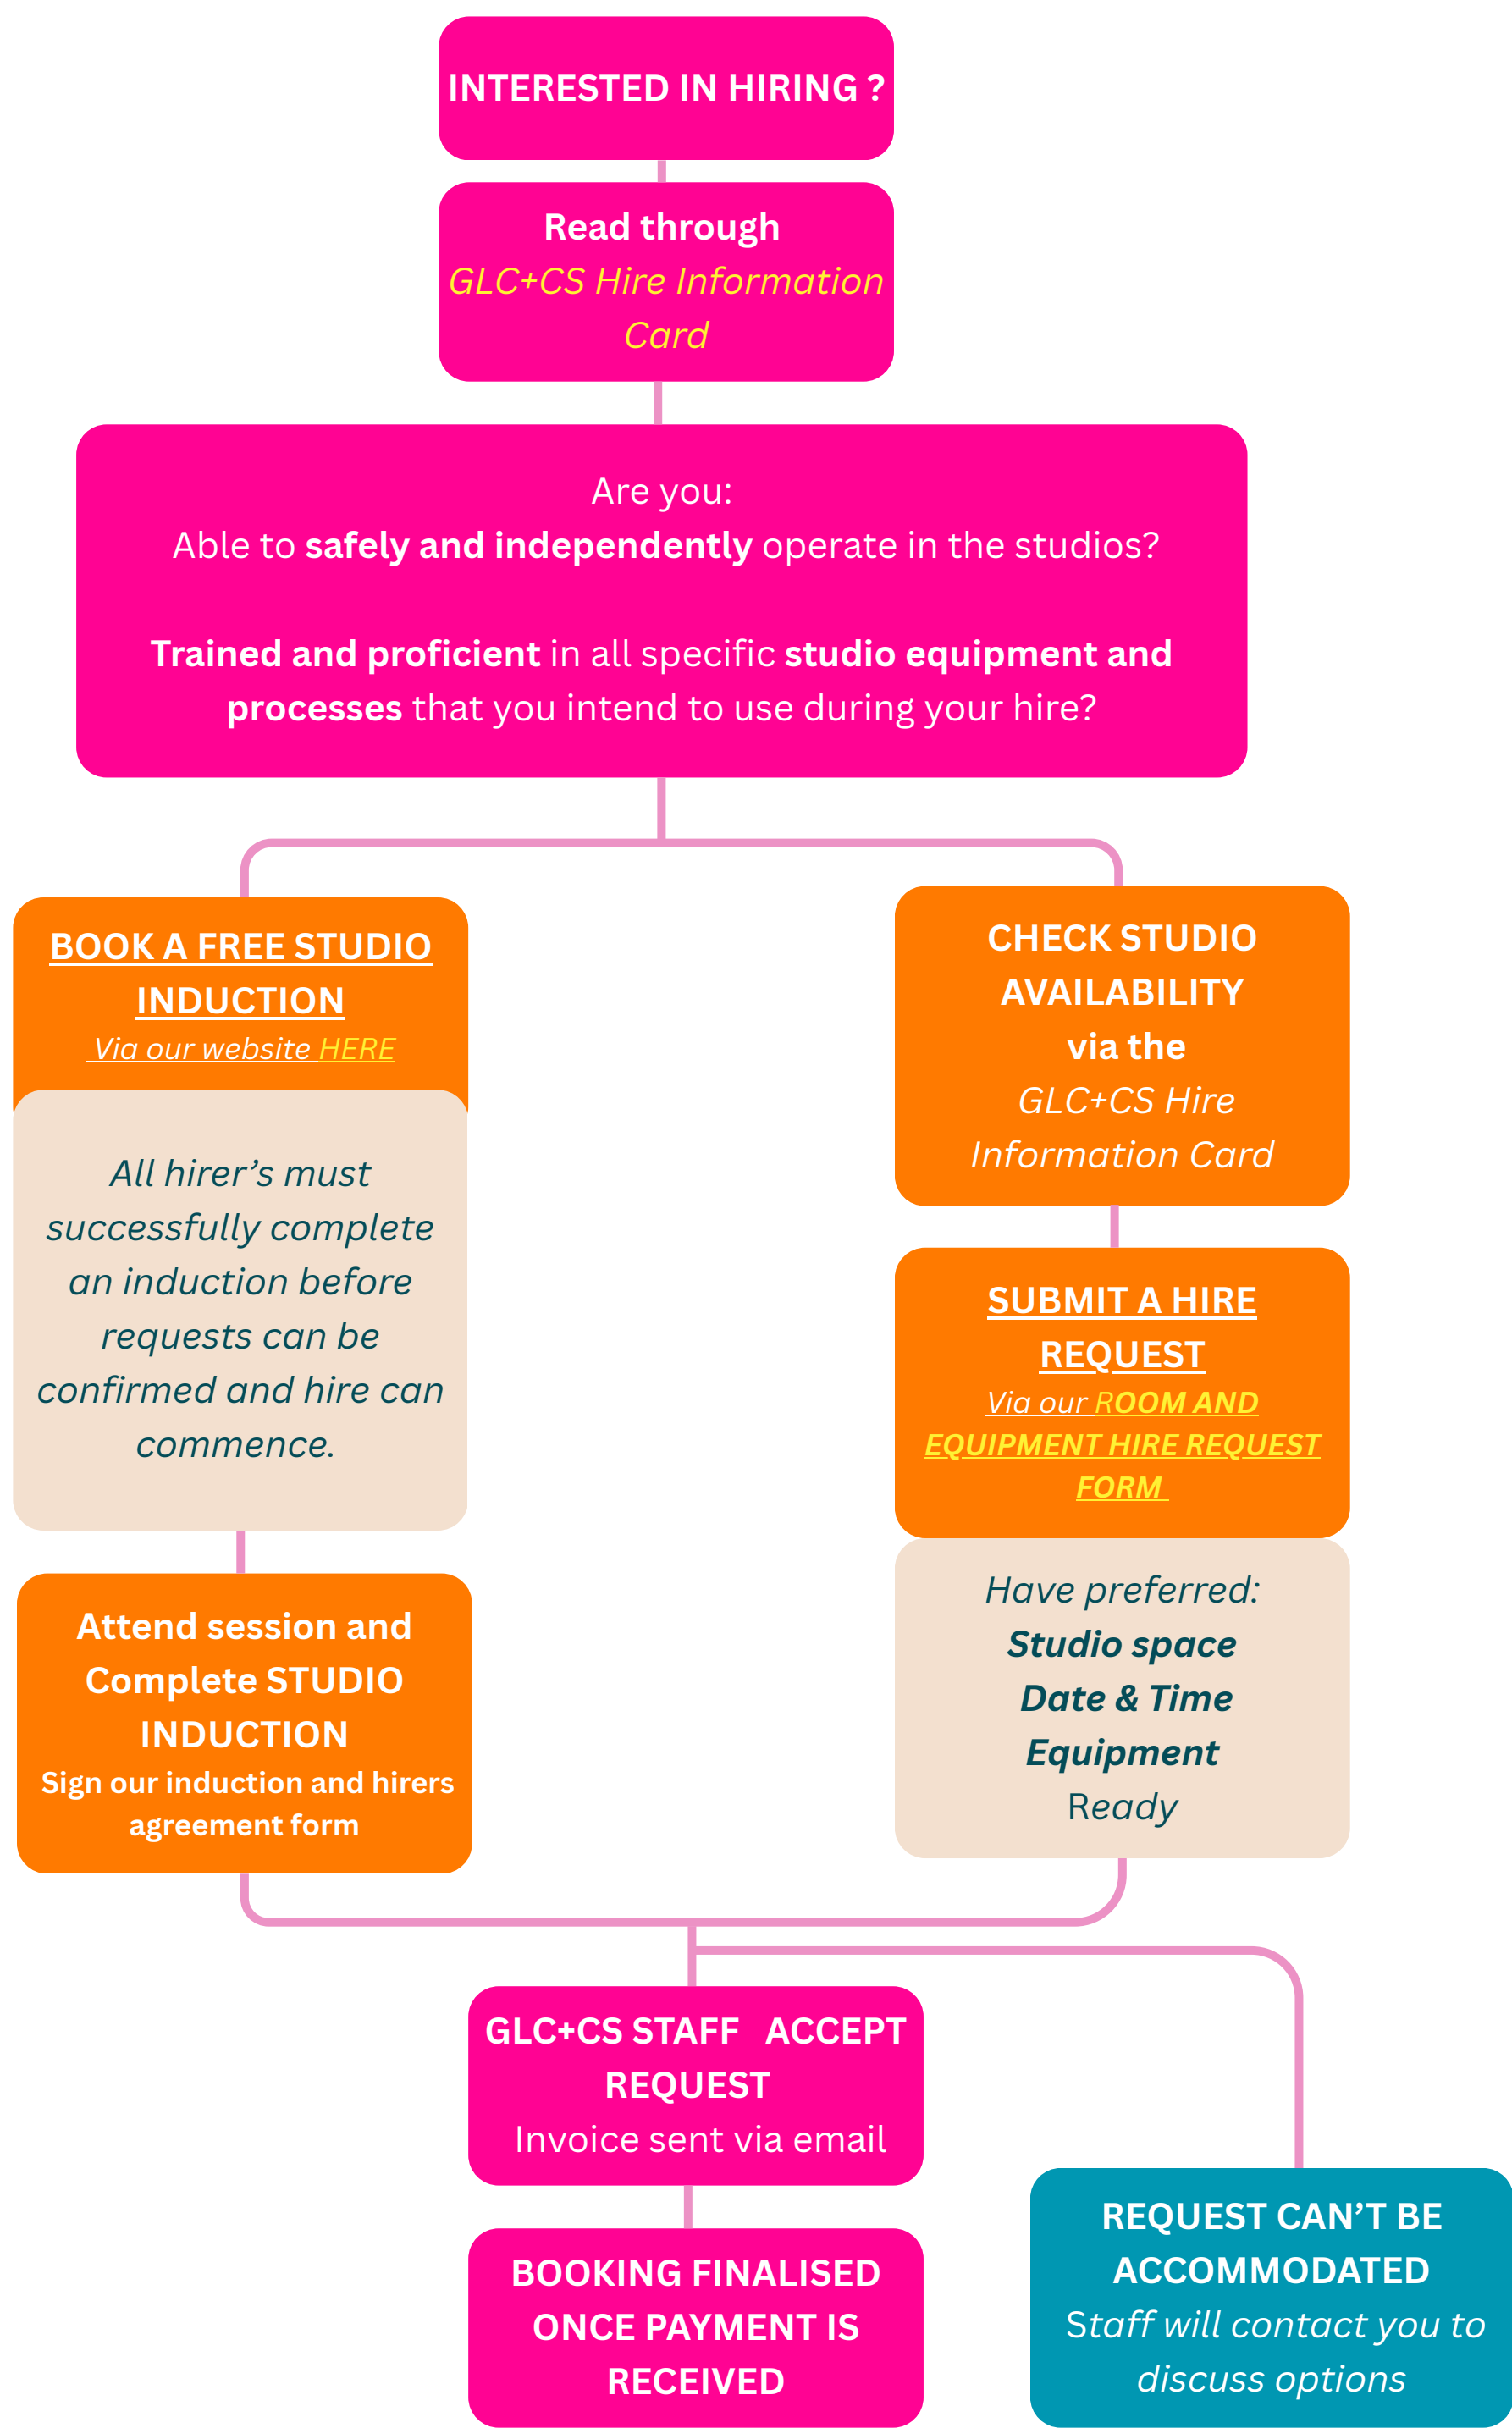 INTERESTED IN HIRING ?
Read through
GLC+CS Hire Information
Card
Are you:
Able to safely and independently operate in the studios?
Trained and proficient in all specific studio equipment and
processes that you intend to use during your hire?
BOOK A FREE STUDIO
INDUCTION
Via our website HERE
All hirer’s must
successfully complete
an induction before
requests can be
confirmed and hire can
commence.
Attend session and
Complete STUDIO
INDUCTION
Sign our induction and hirers
agreement form
CHECK STUDIO
AVAILABILITY
via the
GLC+CS Hire
Information Card
SUBMIT A HIRE
REQUEST
Via our ROOM AND
EQUIPMENT HIRE REQUEST
FORM
Have preferred:
Studio space
Date & Time
Equipment
Ready
GLC+CS STAFF ACCEPT
REQUEST
Invoice sent via email
BOOKING FINALISED
ONCE PAYMENT IS
RECEIVED
REQUEST CAN’T BE
ACCOMMODATED
Staff will contact you to
discuss options